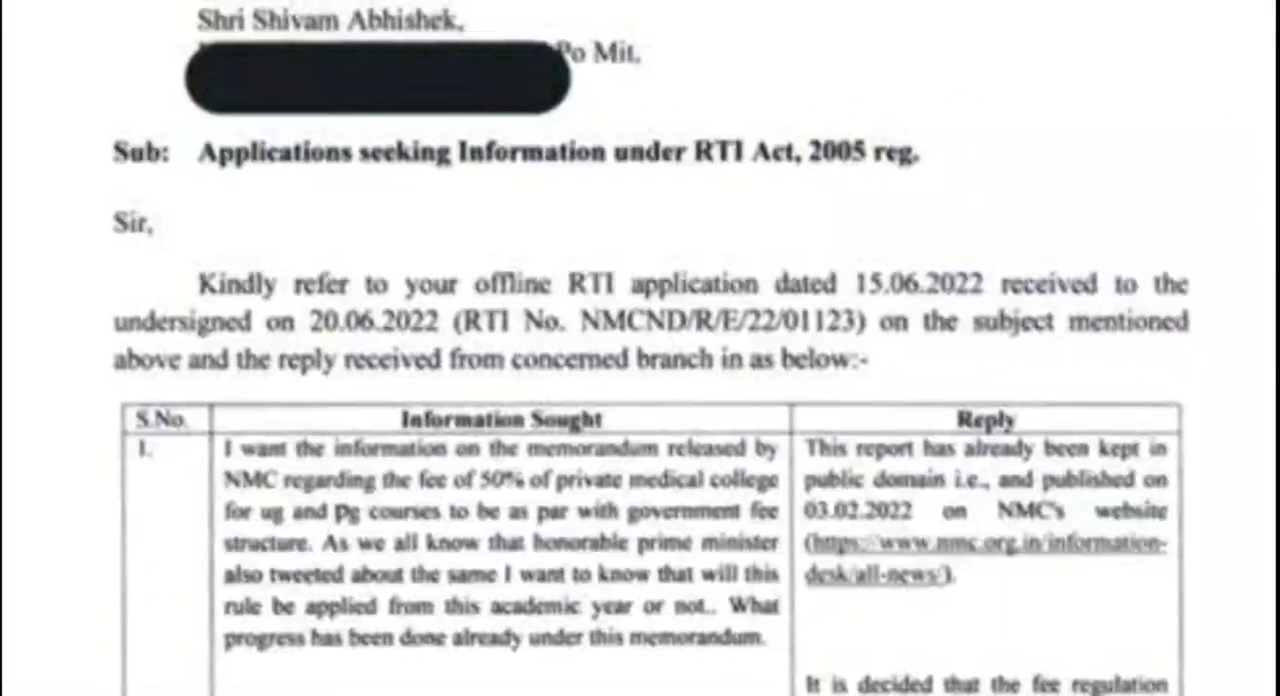 Shri Shivam Abhishek,
Po Mit.
Sub: Applications seeking Information under RTI Act, 2005 reg.
Sir,
Kindly refer to your offline RTI application dated 15.06.2022 received to the
undersigned on 20.06.2022 (RTI No. NMCND/R/E/22/01123) on the subject mentioned
above and the reply received from concerned branch in as below:-
S.No. Information Sought Reply
1.
I want the information on the memorandum released by
NMC regarding the fee of 50% of private medical college
for ug and Pg courses to be as par with government fee
structure. As we all know that honorable prime minister
also tweeted about the same I want to know that will this
rule be applied from this academic year or not.. What
progress has been done already under this memorandum.
This report has already been kept in
public domain i.e., and published on
03.02.2022 on NMC's website
(https://www.nmc.org.in/information-
desk/all-news/).
It is decided that the fee regulation